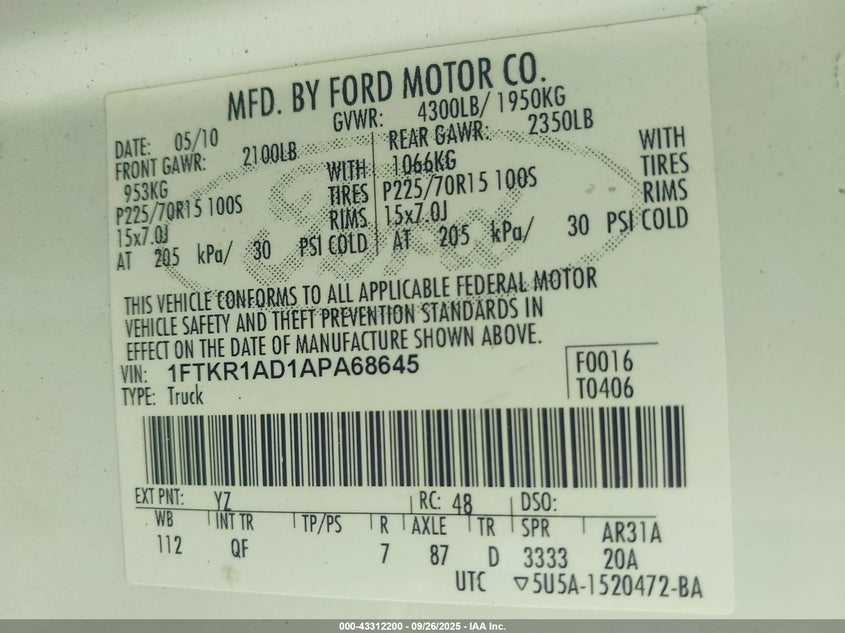 MFD. BY FORD MOTOR CO.
DATE: 05/10 GVWR: 4300LB/ 1950KG
FRONT GAWR: 2100LB REAR GAWR: 2350LB
953KG WITH 1066KG WITH
P225/70R15 100S TIRES P225/70R15 100S TIRES
15x7.0J RIMS 15x7.0J RIMS
AT 205 kPa/ 30 PSI COLD AT 205 kPa/ 30 PSI COLD
THIS VEHICLE CONFORMS TO ALL APPLICABLE FEDERAL MOTOR
VEHICLE SAFETY AND THEFT PREVENTION STANDARDS IN
EFFECT ON THE DATE OF MANUFACTURE SHOWN ABOVE.
VIN: 1FTKR1AD1APA68645 F0016
TYPE: Truck T0406
EXT PNT: YZ RC: 48 DSO:
WB INT TR TP/PS R AXLE TR SPR AR31A
112 QF 7 87 D 3333 20A
UTC ▽5U5A-1520472-BA
000-43312200 - 09/26/2025 - IAA Inc.